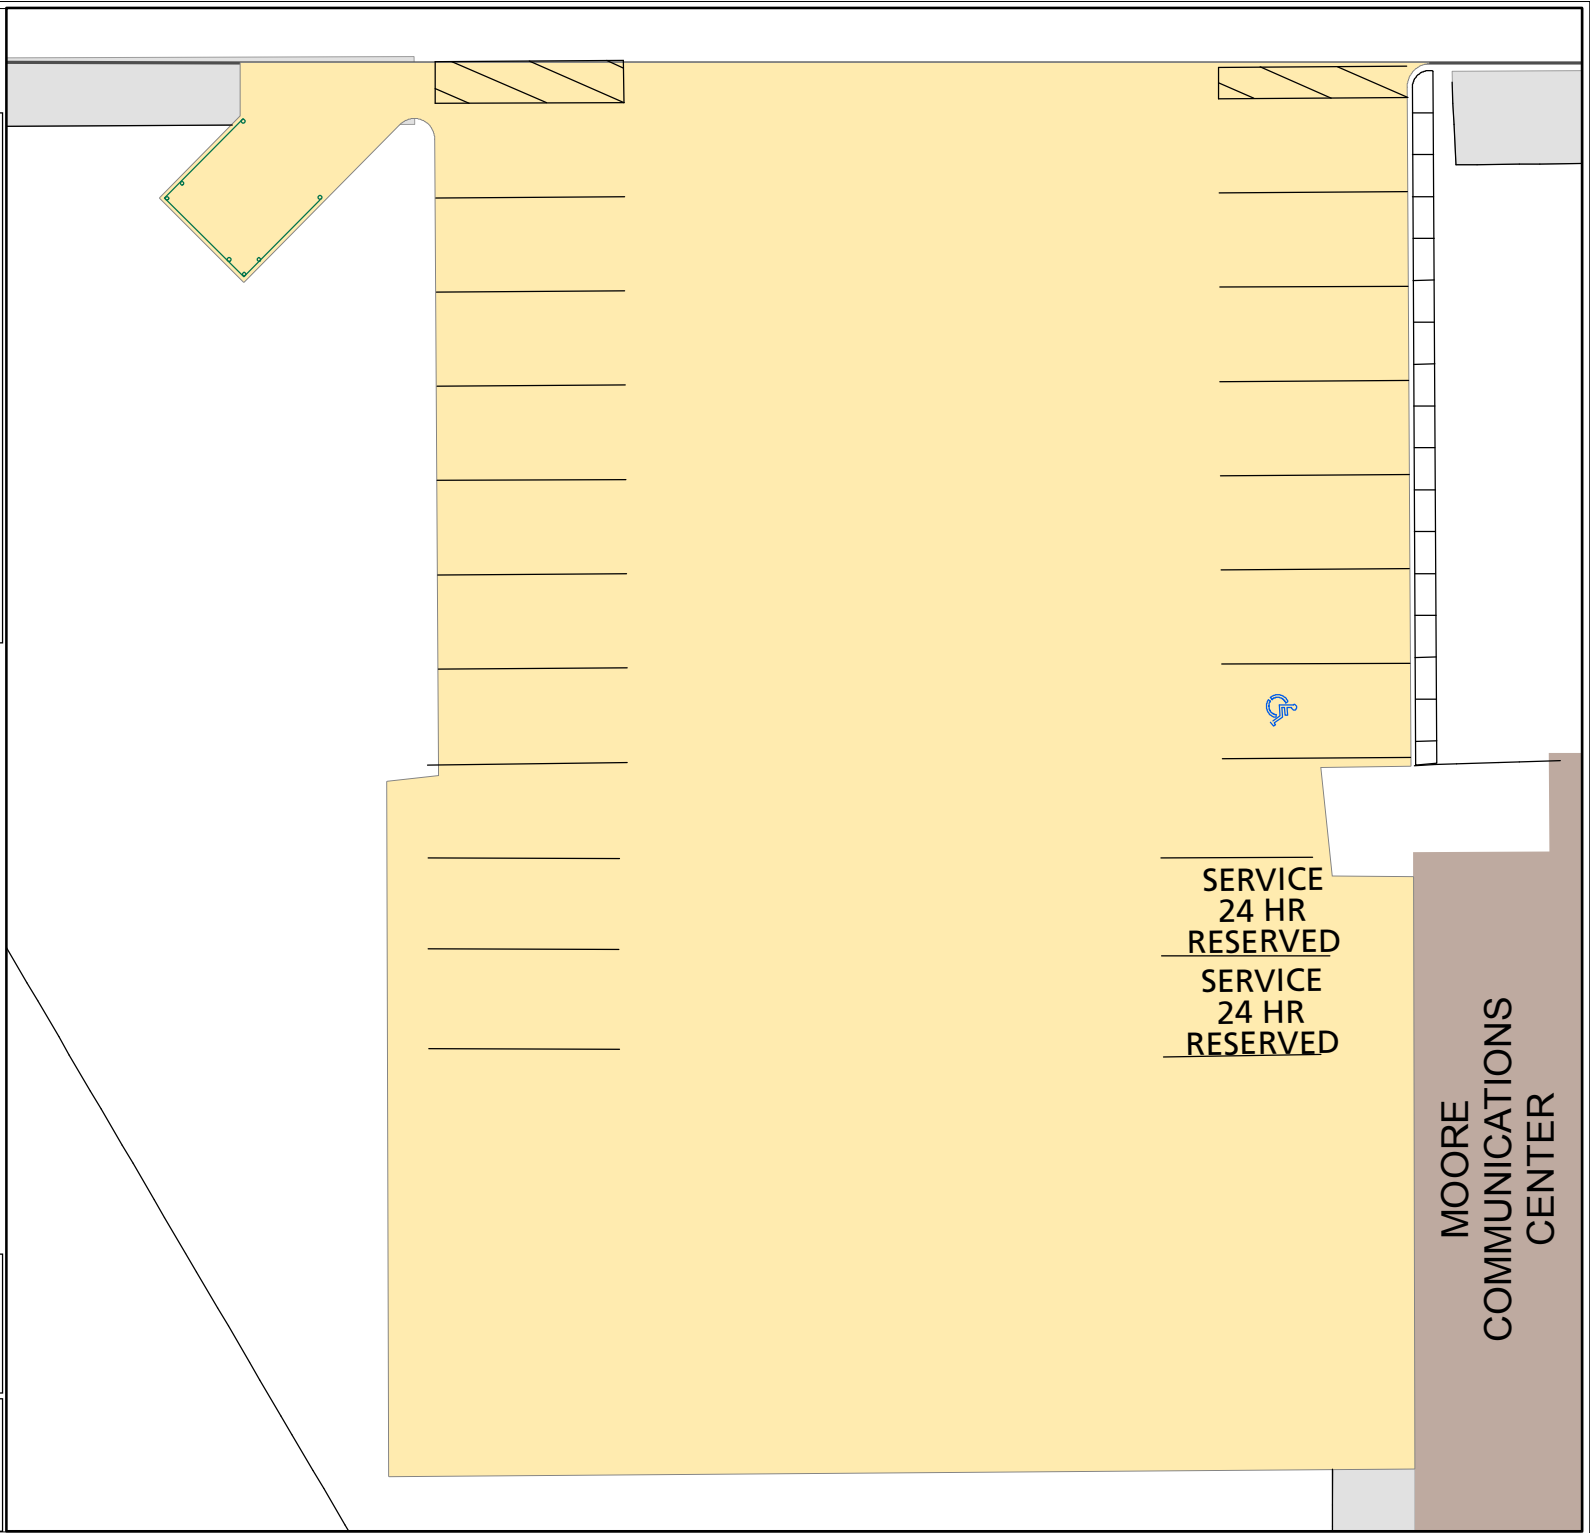 SERVICE
24 HR
RESERVED
SERVICE
24 HR
RESERVED
MOORE
COMMUNICATIONS
CENTER